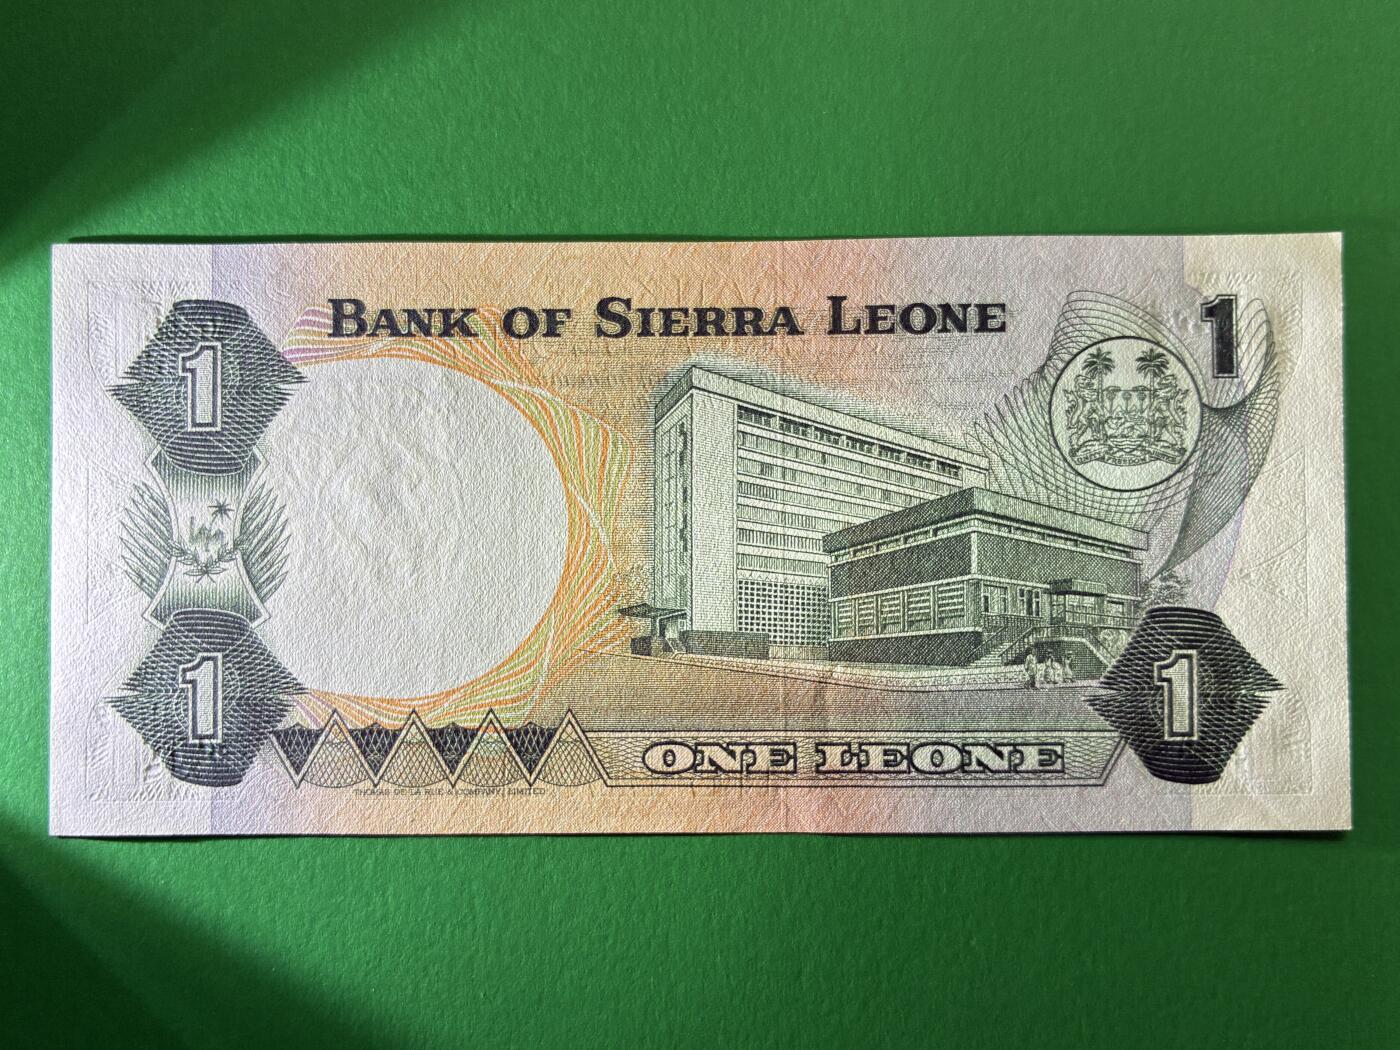 BANK OF SIERRA LEONE
1
1
1
1
ONE LEONE
THOMAS DE LA RUE & COMPANY, LIMITED